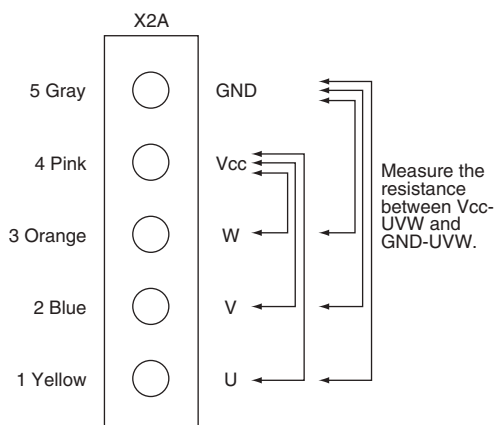 X2A
5 Gray GND
4 Pink Vcc
3 Orange W
2 Blue V
1 Yellow U
Measure the
resistance
between Vcc-
UVW and
GND-UVW.